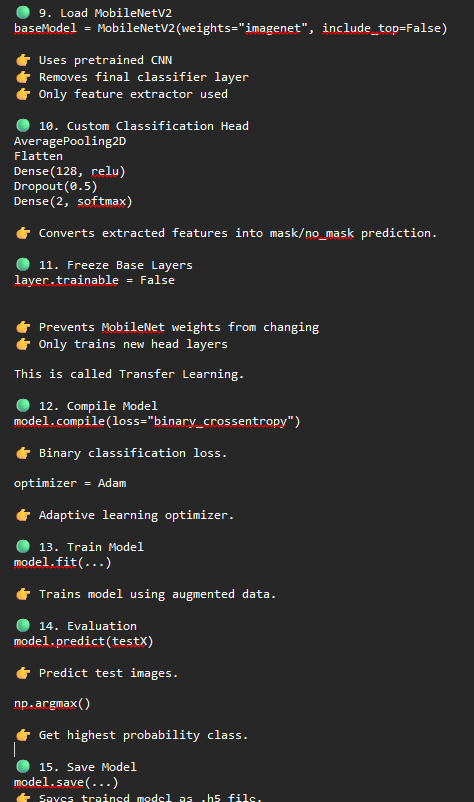 🟢 9. Load MobileNetV2
baseModel = MobileNetV2(weights="imagenet", include_top=False)
👉 Uses pretrained CNN
👉 Removes final classifier layer
👉 Only feature extractor used
🟢 10. Custom Classification Head
AveragePooling2D
Flatten
Dense(128, relu)
Dropout(0.5)
Dense(2, softmax)
👉 Converts extracted features into mask/no_mask prediction.
🟢 11. Freeze Base Layers
layer.trainable = False
👉 Prevents MobileNet weights from changing
👉 Only trains new head layers
This is called Transfer Learning.
🟢 12. Compile Model
model.compile(loss="binary_crossentropy")
👉 Binary classification loss.
optimizer = Adam
👉 Adaptive learning optimizer.
🟢 13. Train Model
model.fit(...)
👉 Trains model using augmented data.
🟢 14. Evaluation
model.predict(testX)
👉 Predict test images.
np.argmax()
👉 Get highest probability class.
🟢 15. Save Model
model.save(...)
👉 Saves trained model as .h5 file.